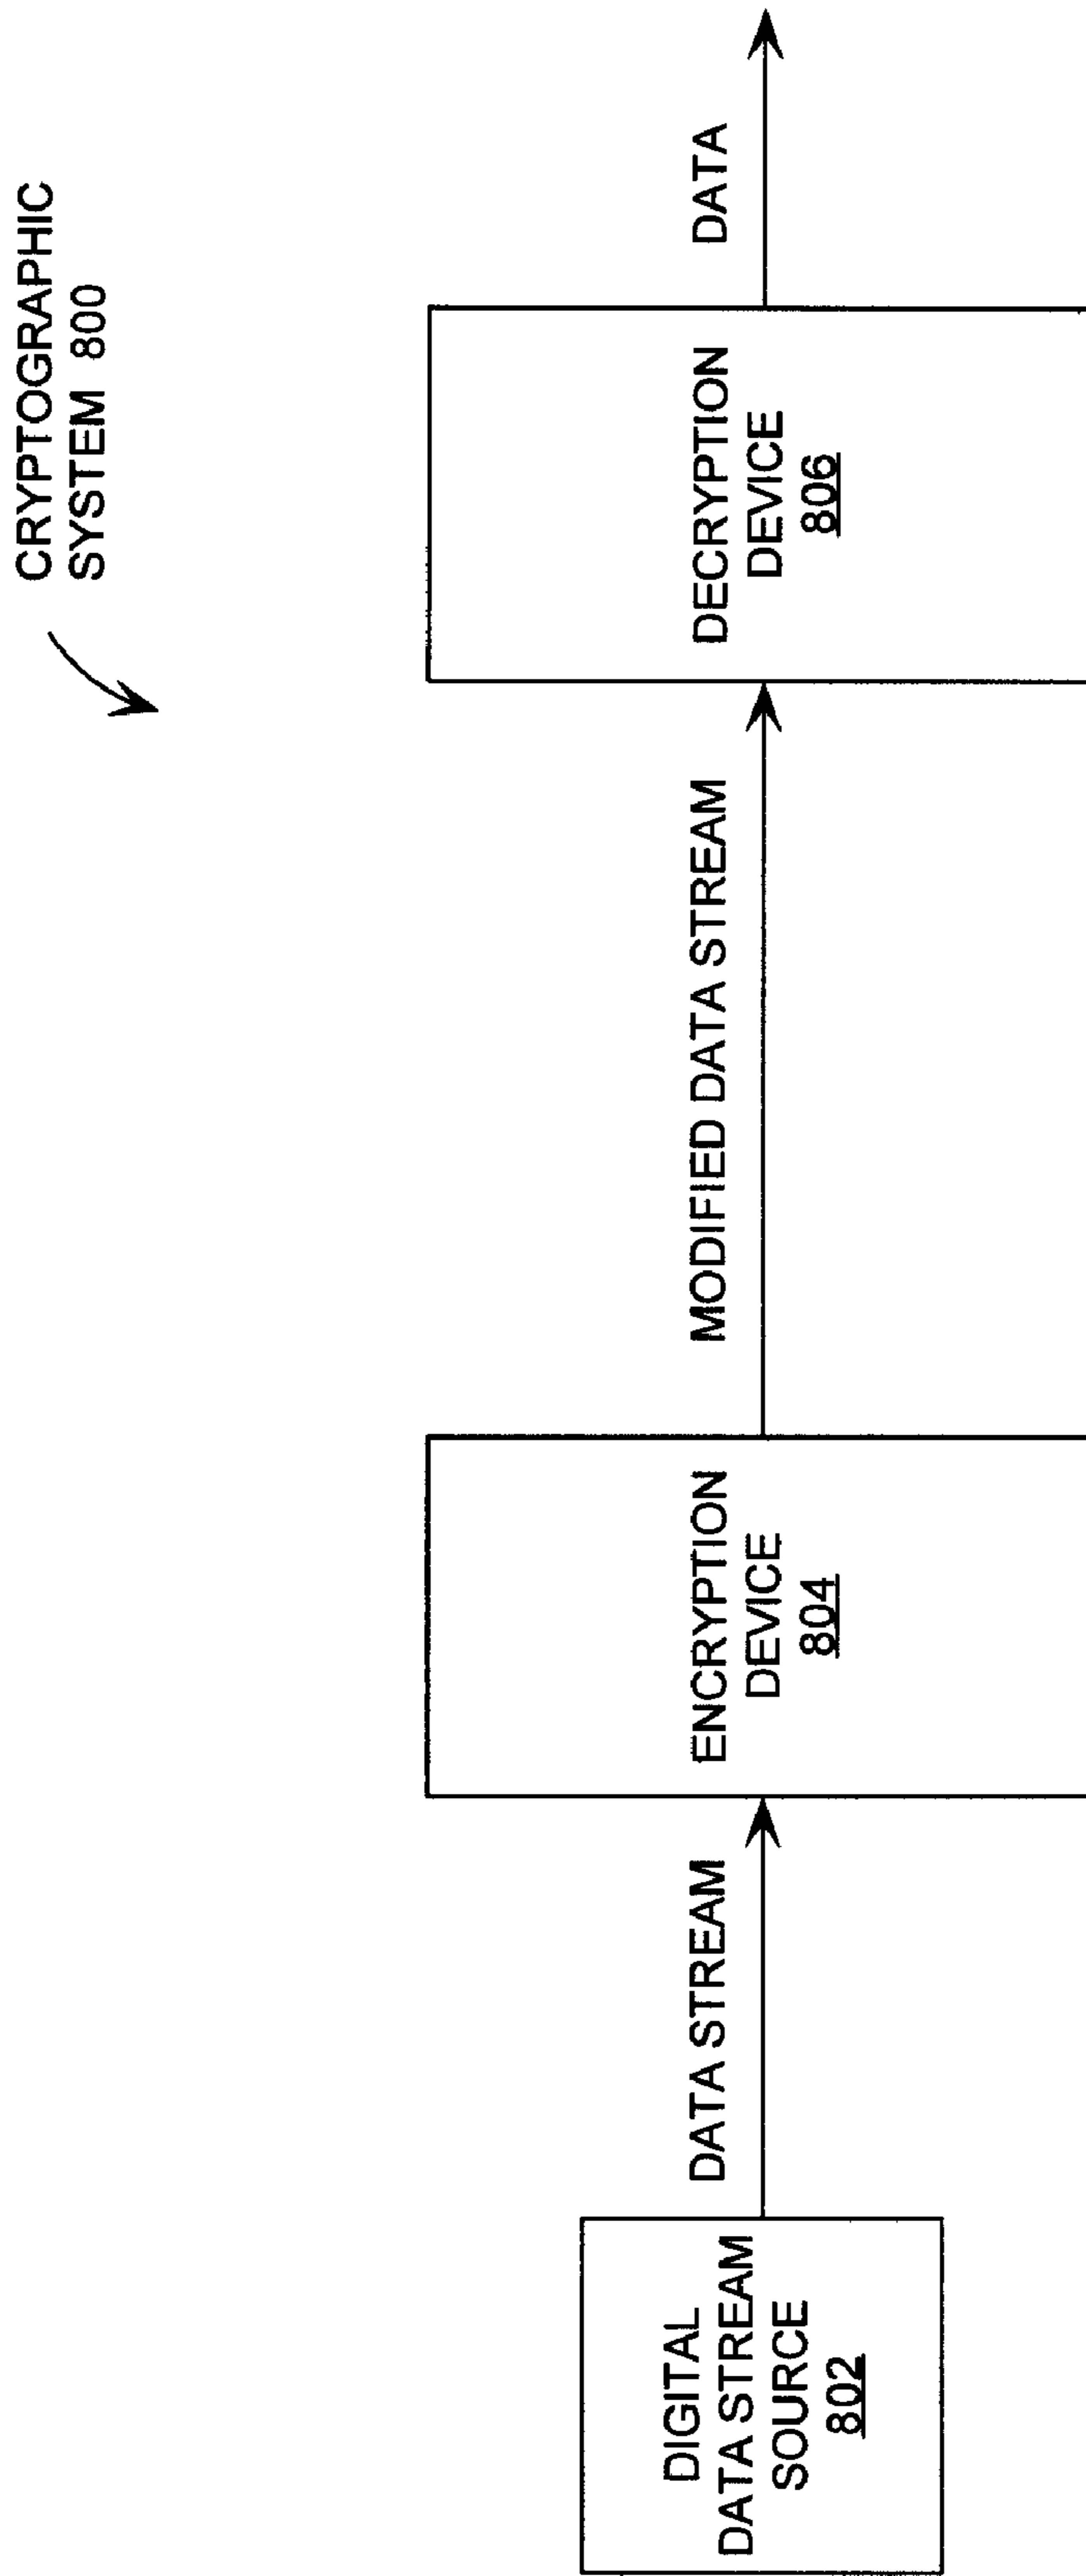 CRYPTOGRAPHIC
SYSTEM 800
DIGITAL
DATA STREAM
SOURCE
802
DATA STREAM
ENCRYPTION
DEVICE
804
MODIFIED DATA STREAM
DECRYPTION
DEVICE
806
DATA